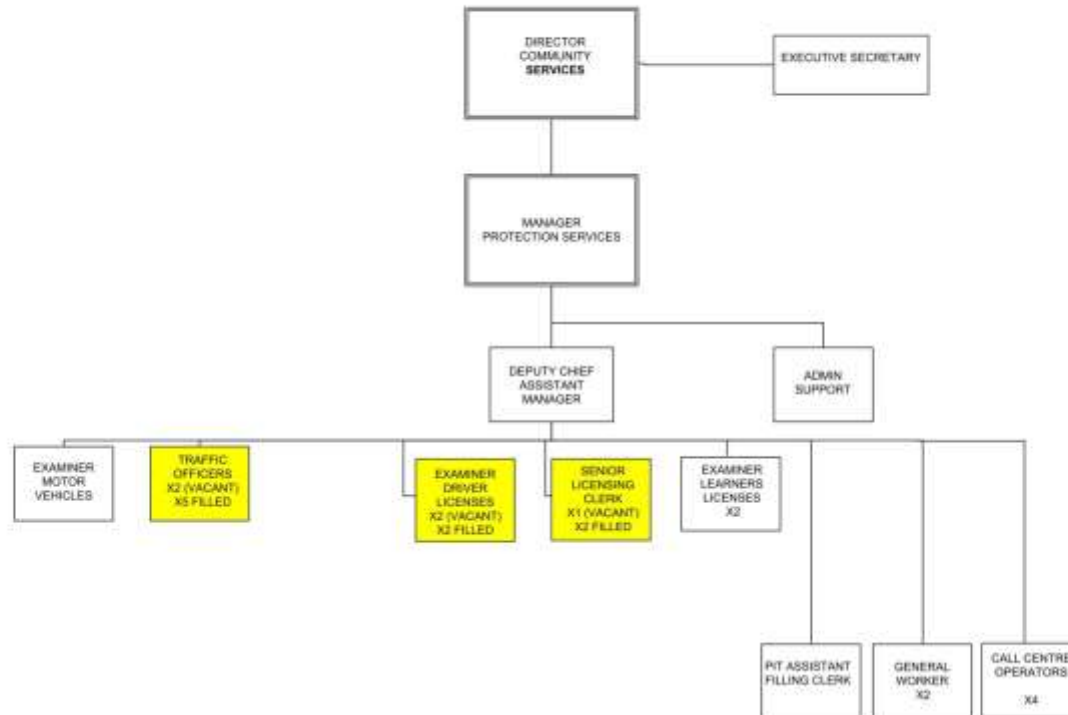 DIRECTOR
COMMUNITY
SERVICES
EXECUTIVE SECRETARY
MANAGER
PROTECTION SERVICES
DEPUTY CHIEF
ASSISTANT
MANAGER
ADMIN
SUPPORT
EXAMINER
MOTOR
VEHICLES
TRAFFIC
OFFICERS
X2 (VACANT)
X5 FILLED
EXAMINER
DRIVER
LICENSES
X2 (VACANT)
X2 FILLED
SENIOR
LICENSING
CLERK
X1 (VACANT)
X2 FILLED
EXAMINER
LEARNERS
LICENSES
X2
PIT ASSISTANT
FILLING CLERK
GENERAL
WORKER
X2
CALL CENTRE
OPERATORS
X4